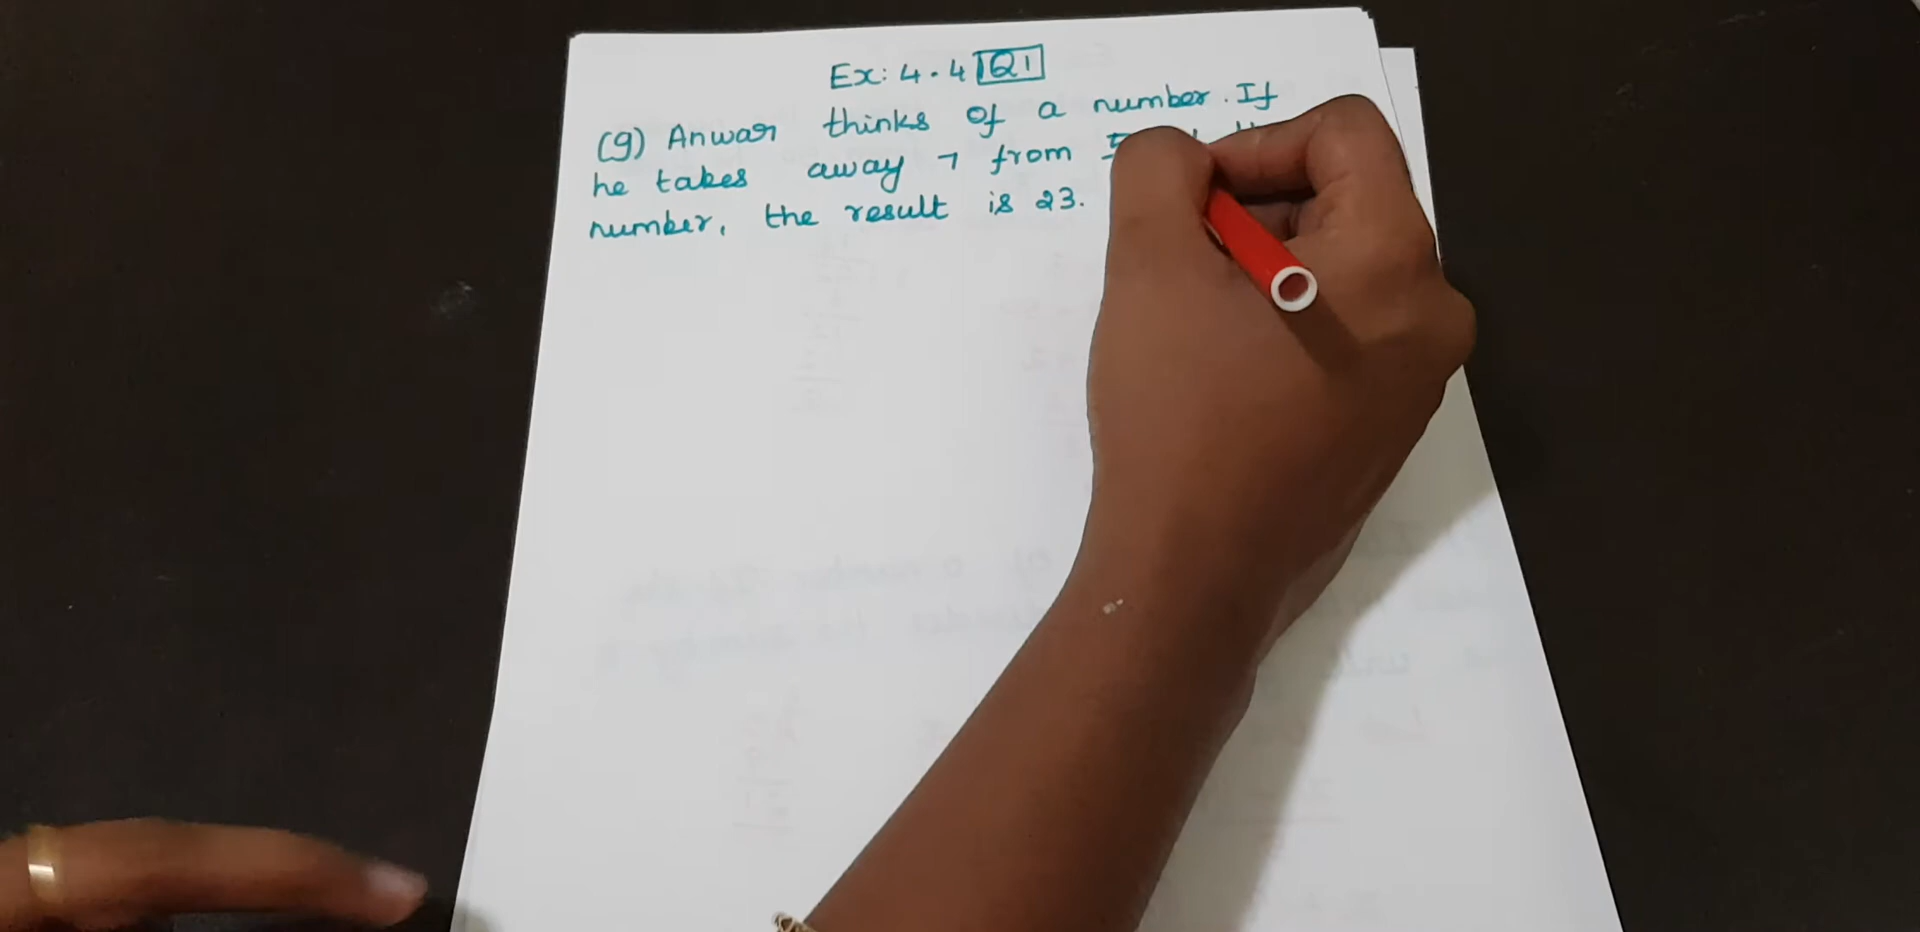 Ex: 4.4 Q1
(g) Anwar thinks of a number. If
he takes away 7 from
number, the result is 23.